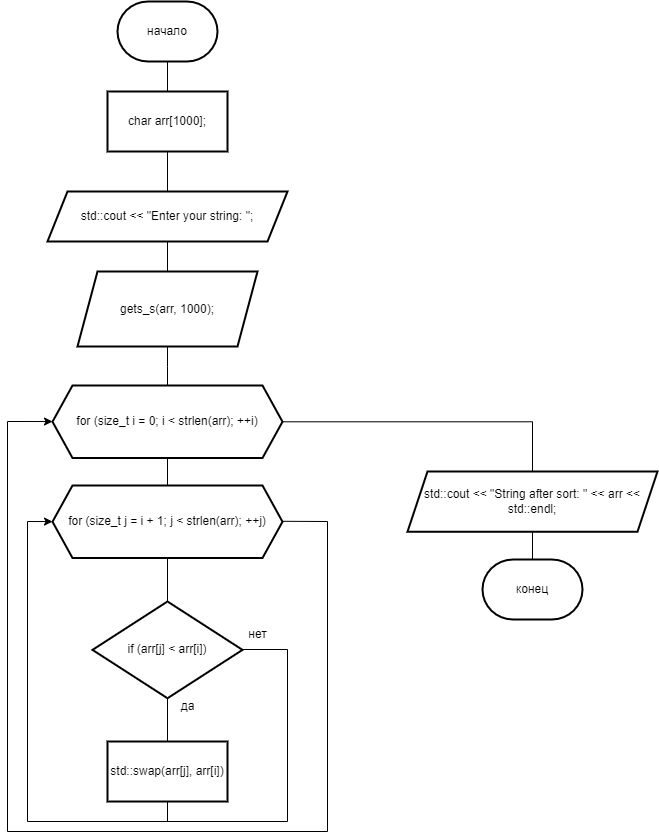 начало
char arr[1000];
std::cout << "Enter your string: ";
gets_s(arr, 1000);
for (size_t i = 0; i < strlen(arr); ++i)
for (size_t j = i + 1; j < strlen(arr); ++j)
if (arr[j] < arr[i])
нет
да
std::swap(arr[j], arr[i])
std::cout << "String after sort: " << arr <<
std::endl;
конец